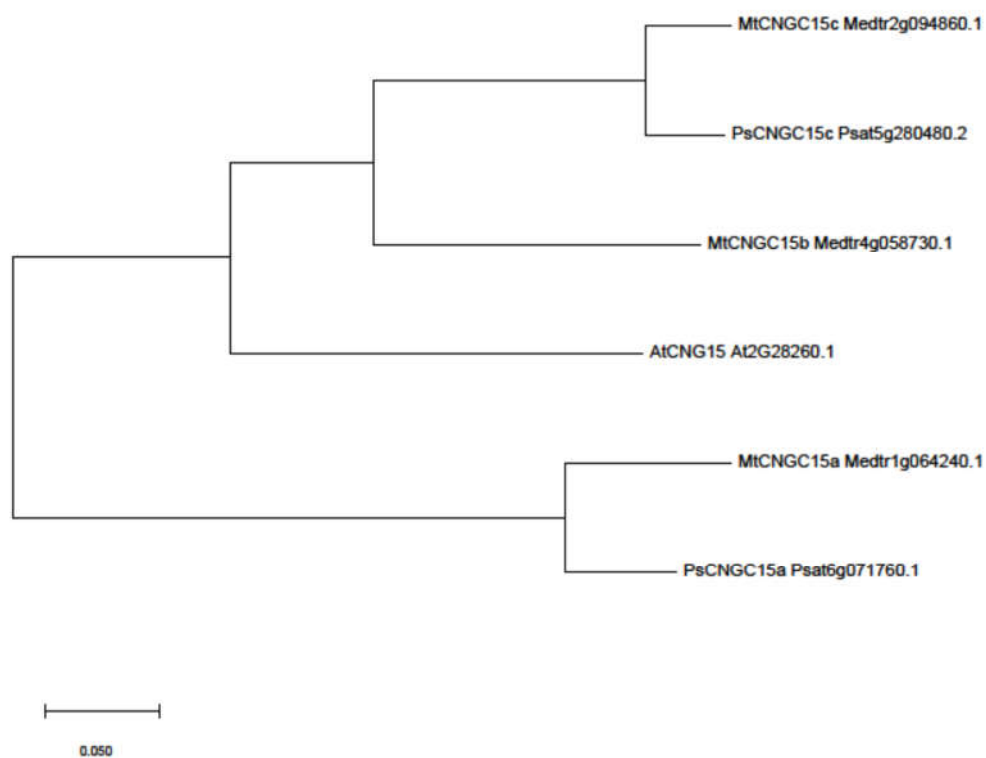 MtCNGC15c Medtr2g094860.1
PsCNGC15c Psat5g280480.2
MtCNGC15b Medtr4g058730.1
AtCNG15 At2G28260.1
MtCNGC15a Medtr1g064240.1
PsCNGC15a Psat6g071760.1
0.050